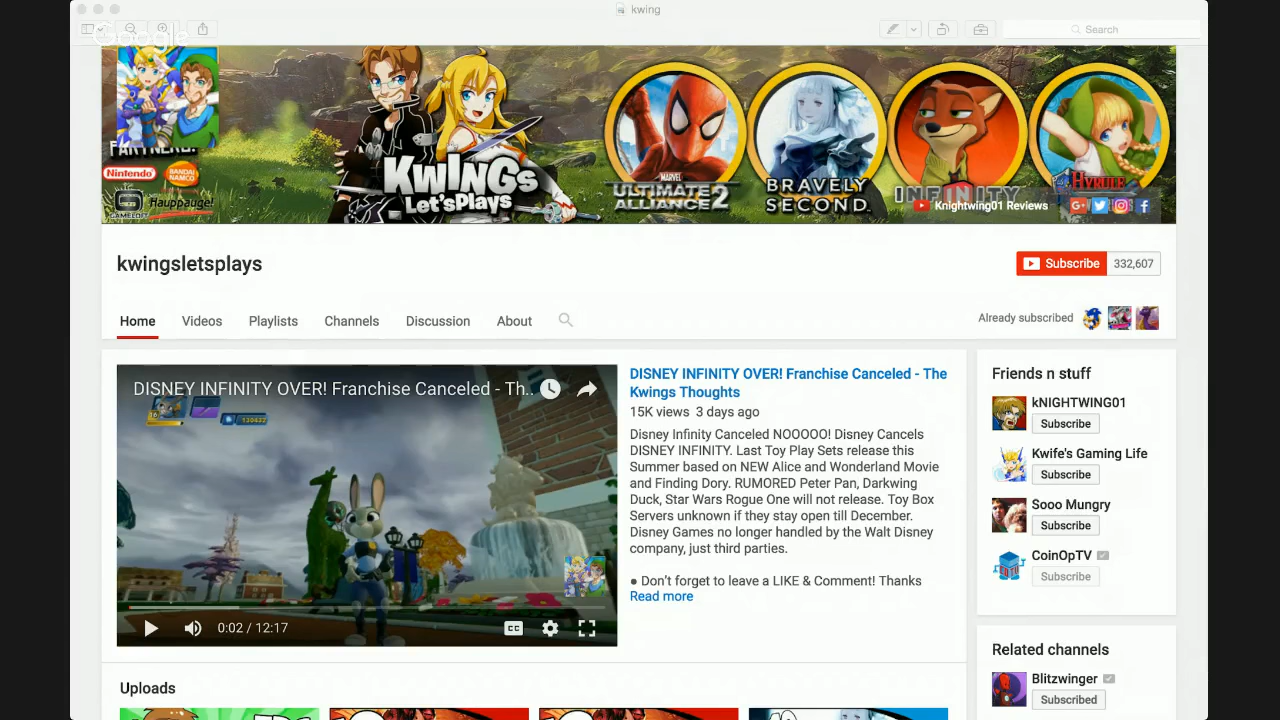 kwing
Google
Search
PARTNERS:
Nintendo
BANDAI
NAMCO
GAMEDIT
Hauppauge!
KWINGs
Let'sPlays
MARVEL
ULTIMATE
ALLIANCE 2
BRAVELY
SECOND
INFINITY
HYRULE
Knightwing01 Reviews
kwingsletsplays
Subscribe 332,607
Home Videos Playlists Channels Discussion About
Already subscribed
DISNEY INFINITY OVER! Franchise Canceled - Th..
16
130422
0:02 / 12:17
CC
DISNEY INFINITY OVER! Franchise Canceled - The
Kwings Thoughts
15K views 3 days ago
Disney Infinity Canceled NOOOOO! Disney Cancels
DISNEY INFINITY. Last Toy Play Sets release this
Summer based on NEW Alice and Wonderland Movie
and Finding Dory. RUMORED Peter Pan, Darkwing
Duck, Star Wars Rogue One will not release. Toy Box
Servers unknown if they stay open till December.
Disney Games no longer handled by the Walt Disney
company, just third parties.
● Don't forget to leave a LIKE & Comment! Thanks
Read more
Friends n stuff
kNIGHTWING01
Subscribe
Kwife's Gaming Life
Subscribe
Sooo Mungry
Subscribe
CoinOpTV
Subscribe
Related channels
Blitzwinger
Subscribed
Uploads